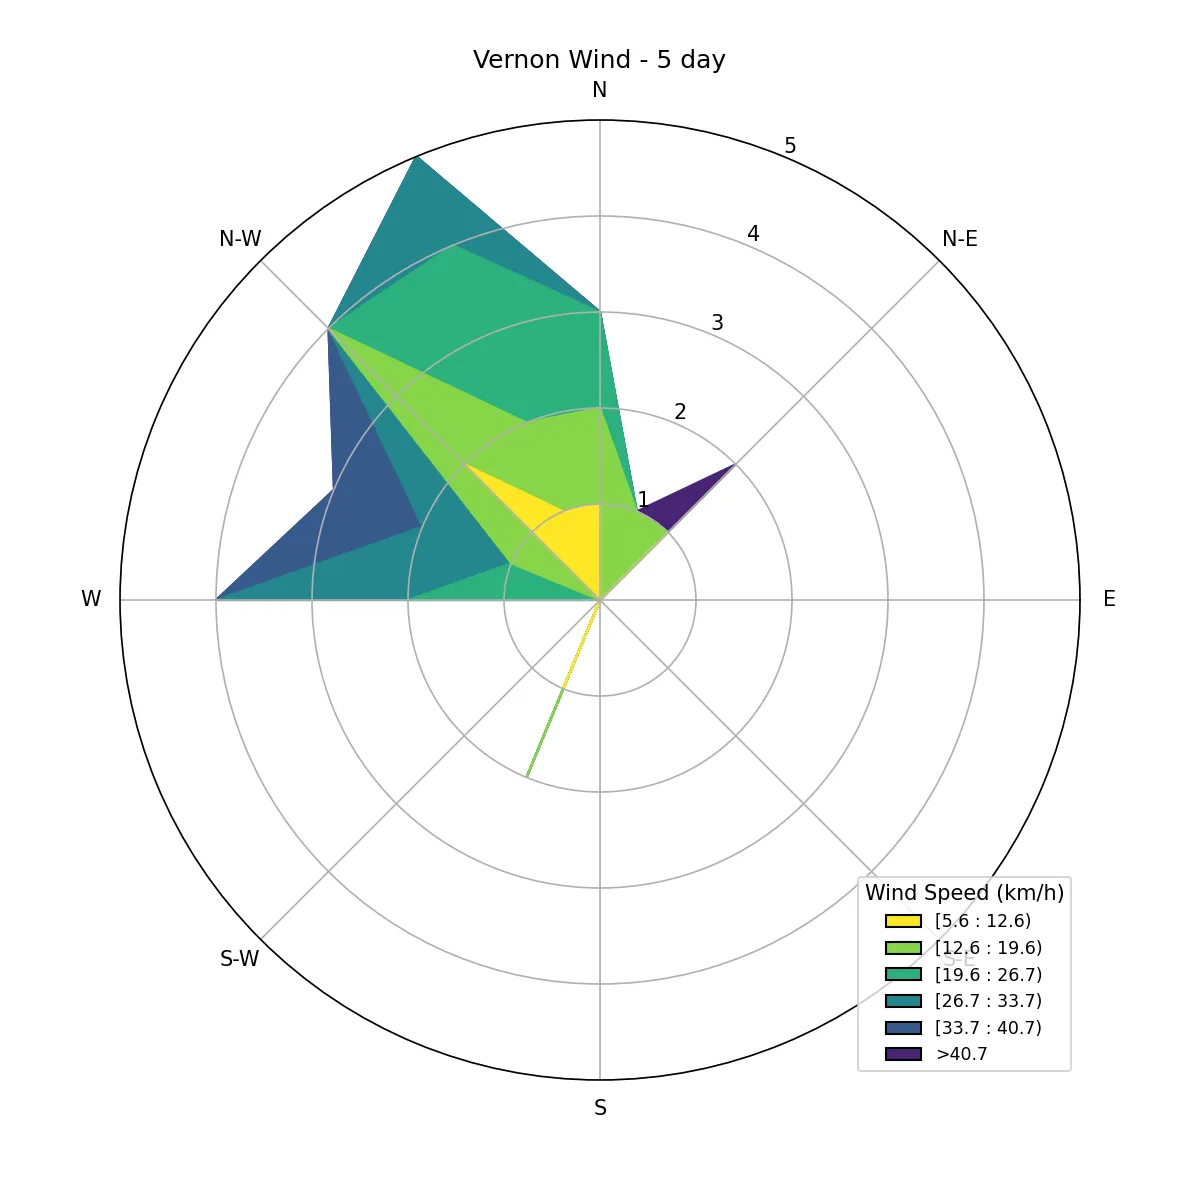 Vernon Wind - 5 day
N
5
N-W
4
N-E
3
2
1
W
E
Wind Speed (km/h)
[5.6 : 12.6)
[12.6 : 19.6)
S-W
S-E
[19.6 : 26.7)
[26.7 : 33.7)
[33.7 : 40.7)
>40.7
S